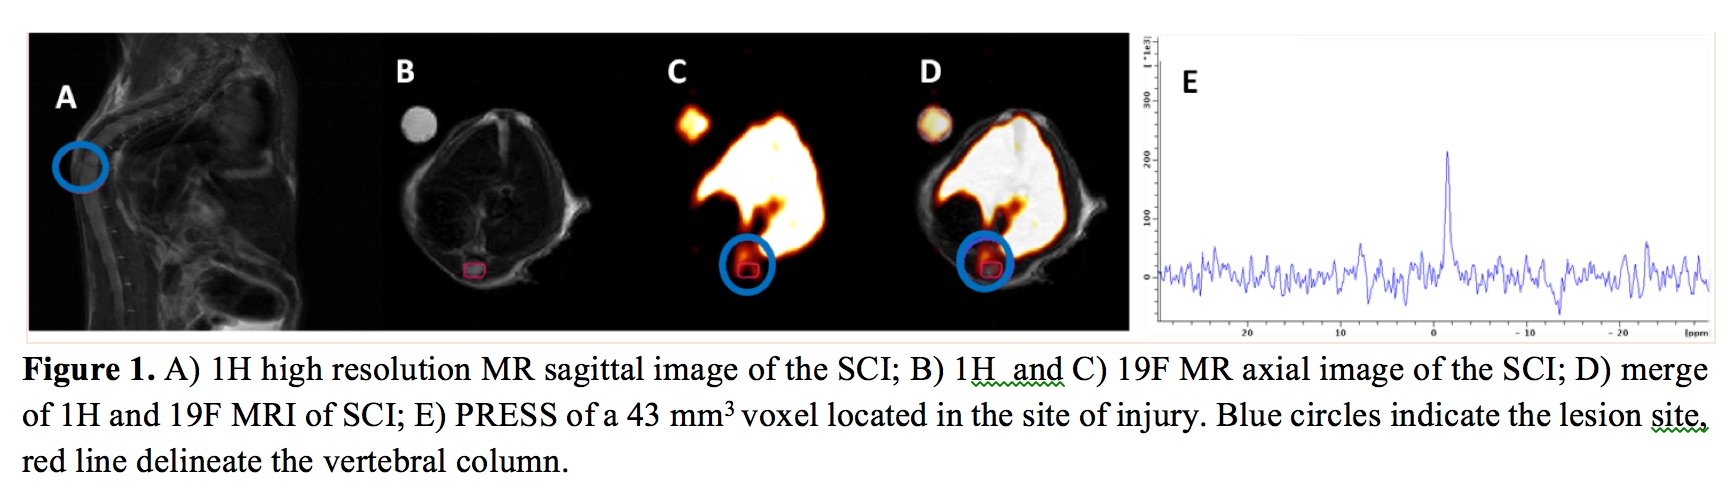 A
B
C
D
E
[ *1e3]
300
200
100
0
20
10
0
- 10
- 20
[ppm]
Figure 1. A) 1H high resolution MR sagittal image of the SCI; B) 1H  and C) 19F MR axial image of the SCI; D) merge
of 1H and 19F MRI of SCI; E) PRESS of a 43 mm³ voxel located in the site of injury. Blue circles indicate the lesion site,
red line delineate the vertebral column.